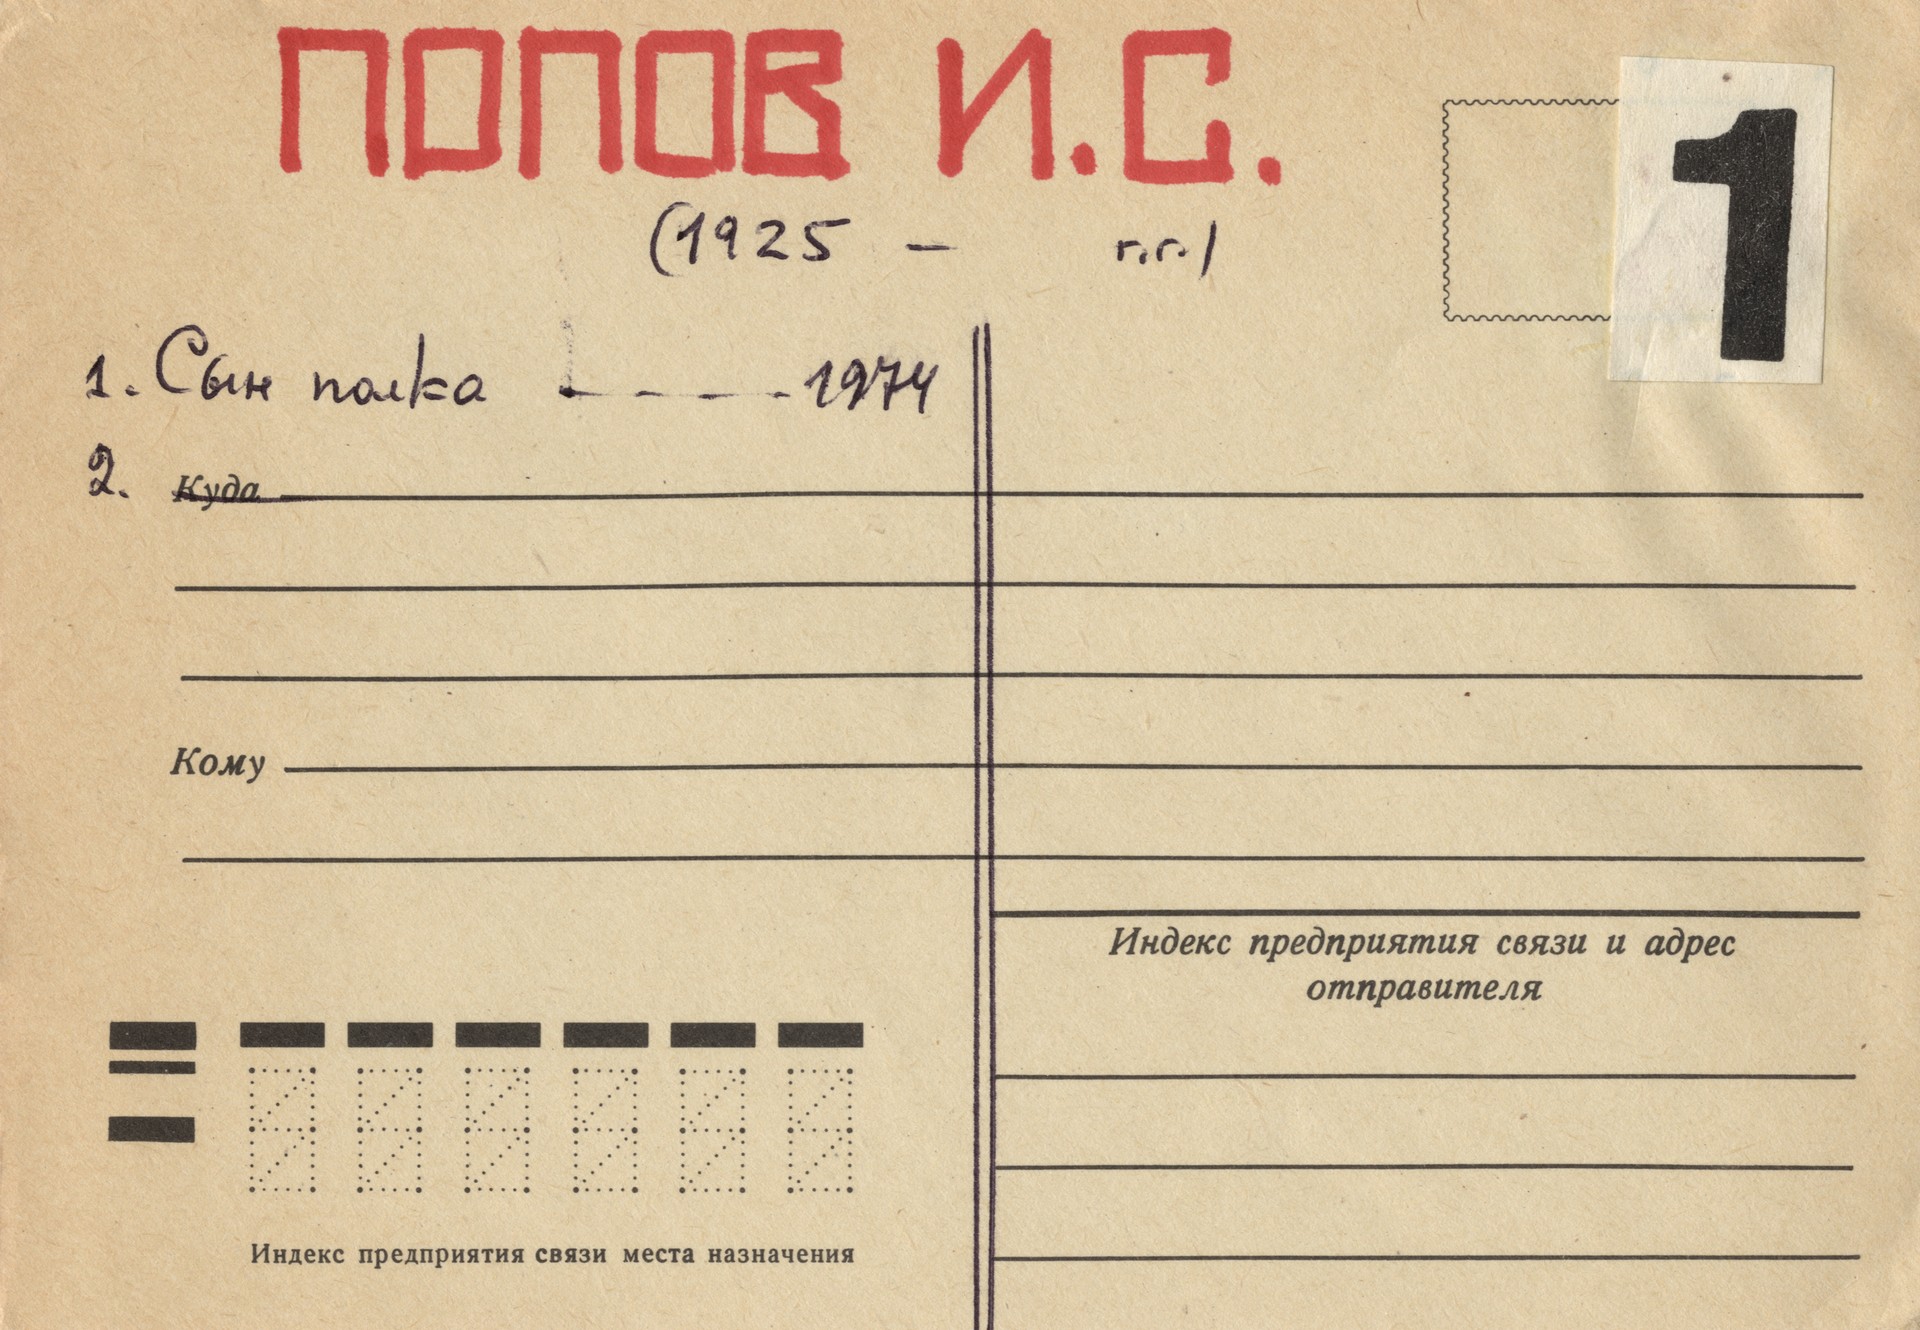 ПОПОВ И.С.
1
(1925 – г.г.)
1. Сын полка - - - - 1974
2. Куда
Кому
Индекс предприятия связи и адрес
отправителя
Индекс предприятия связи места назначения